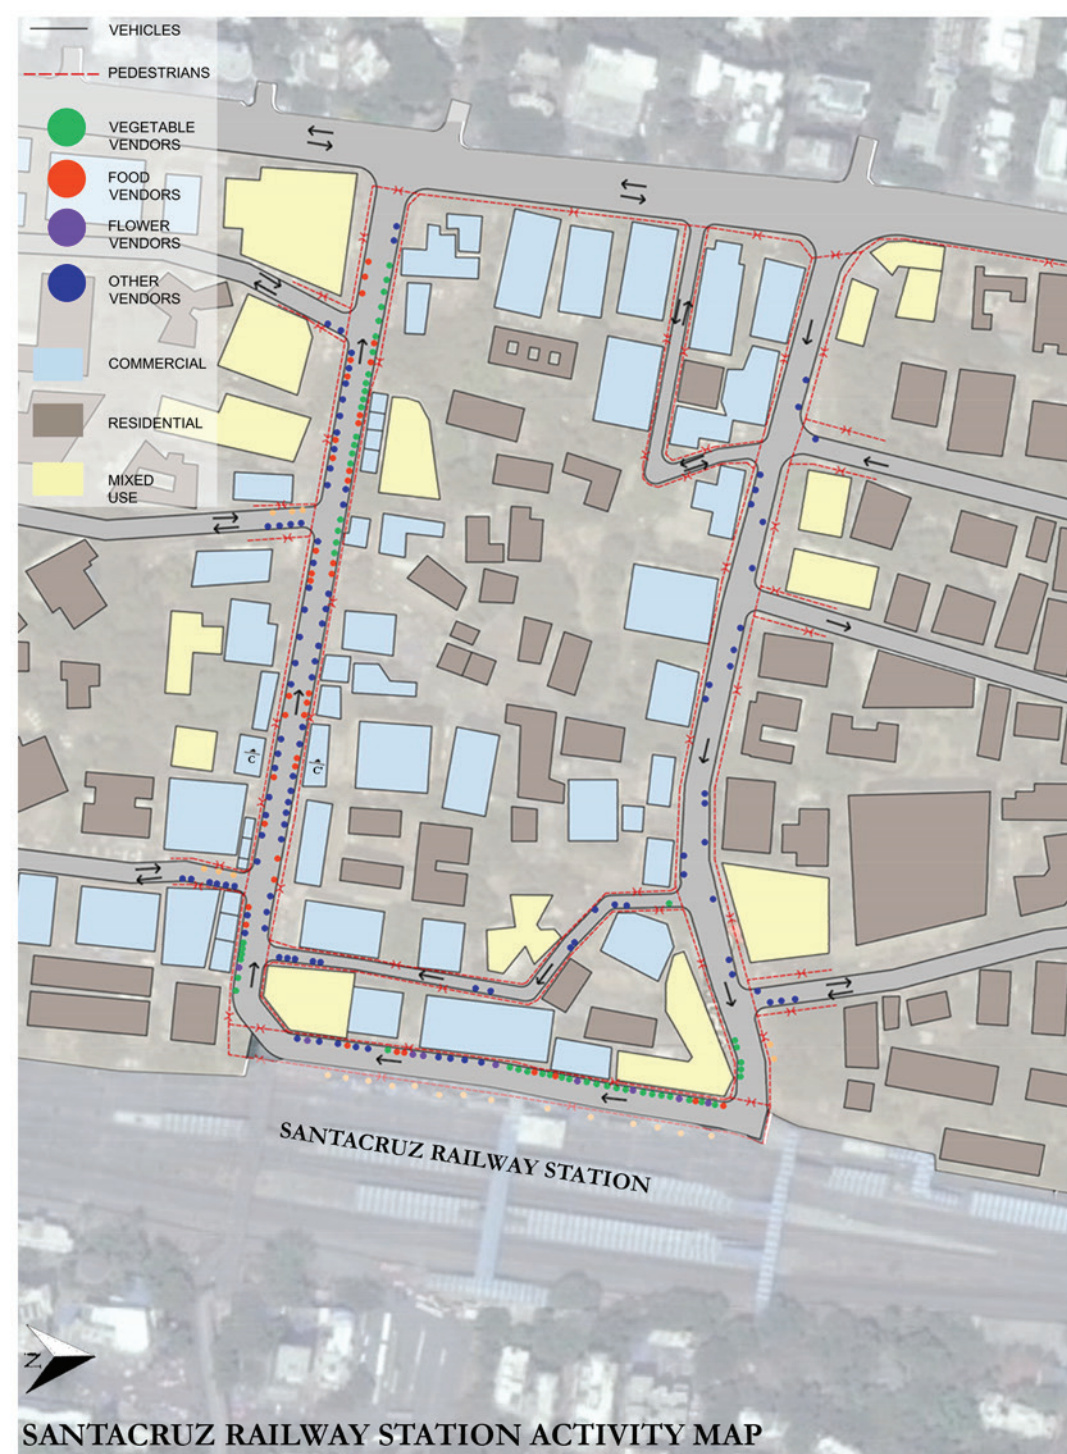 VEHICLES
PEDESTRIANS
VEGETABLE
VENDORS
FOOD
VENDORS
FLOWER
VENDORS
OTHER
VENDORS
COMMERCIAL
RESIDENTIAL
MIXED
USE
C
C
SANTACRUZ RAILWAY STATION
N
SANTACRUZ RAILWAY STATION ACTIVITY MAP